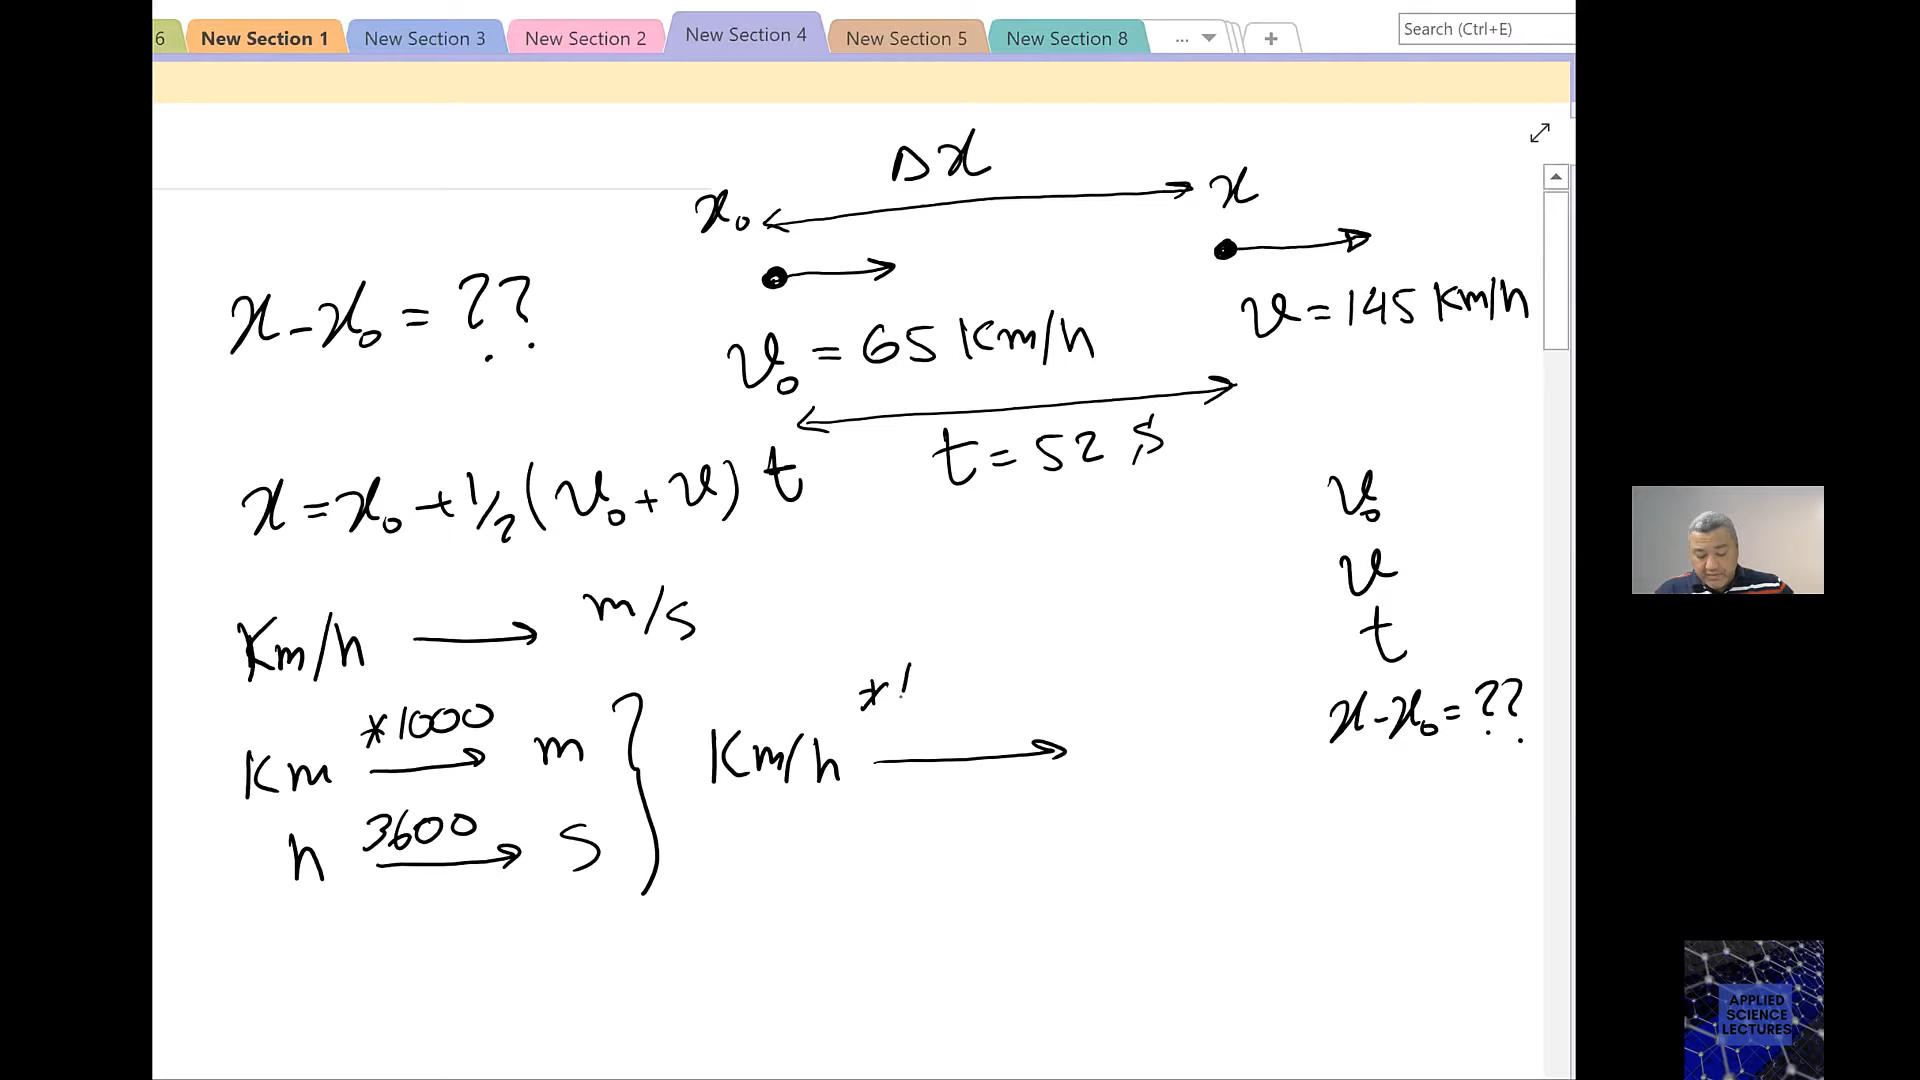 6
New Section 1
New Section 3
New Section 2
New Section 4
New Section 5
New Section 8
...
+
Search (Ctrl+E)
Δx
x₀
x
x - x₀ = ??
v₀ = 65 Km/h
v = 145 Km/h
t = 52 s
x = x₀ + 1/2 (v₀ + v) t
v₀
v
t
x - x₀ = ??
Km/h → m/s
Km *1000 → m
h 3600 → s
Km/h *1 →
APPLIED
SCIENCE
LECTURES